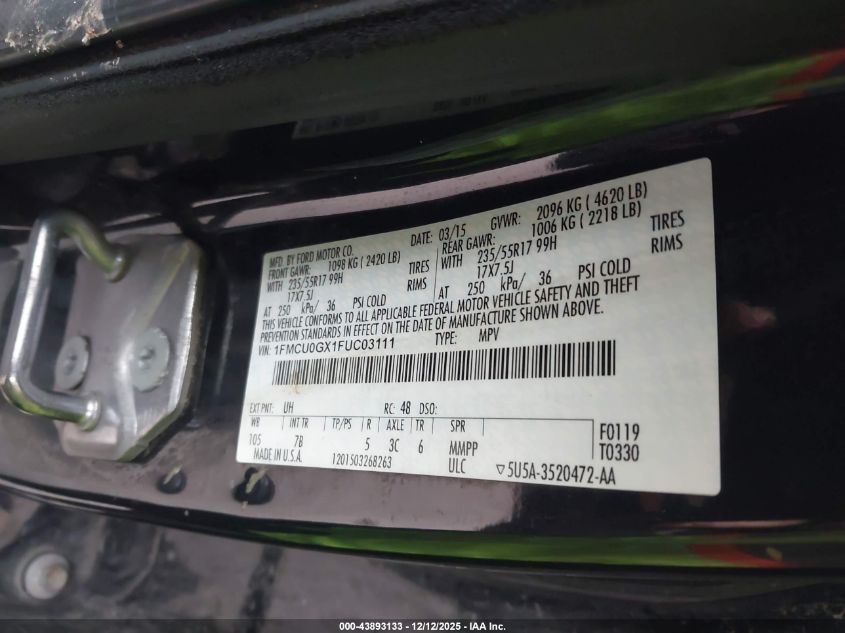 MFD. BY FORD MOTOR CO.
DATE: 03/15 GVWR: 2096 KG ( 4620 LB)
FRONT GAWR: 1098 KG ( 2420 LB)
REAR GAWR: 1006 KG ( 2218 LB)
WITH 235/55R17 99H TIRES
WITH 235/55R17 99H TIRES
17X7.5J RIMS
17X7.5J RIMS
AT 250 kPa/ 36 PSI COLD
AT 250 kPa/ 36 PSI COLD
THIS VEHICLE CONFORMS TO ALL APPLICABLE FEDERAL MOTOR VEHICLE SAFETY AND THEFT
PREVENTION STANDARDS IN EFFECT ON THE DATE OF MANUFACTURE SHOWN ABOVE.
VIN: 1FMCU0GX1FUC03111 TYPE: MPV
EXT PNT: UH RC: 48 DSO:
WB INT TR TP/PS R AXLE TR SPR
105 7B 5 3C 6 MMPP
F0119
T0330
MADE IN U.S.A. 1201503268263 ULC ▽5U5A-3520472-AA
000-43893133 - 12/12/2025 - IAA Inc.